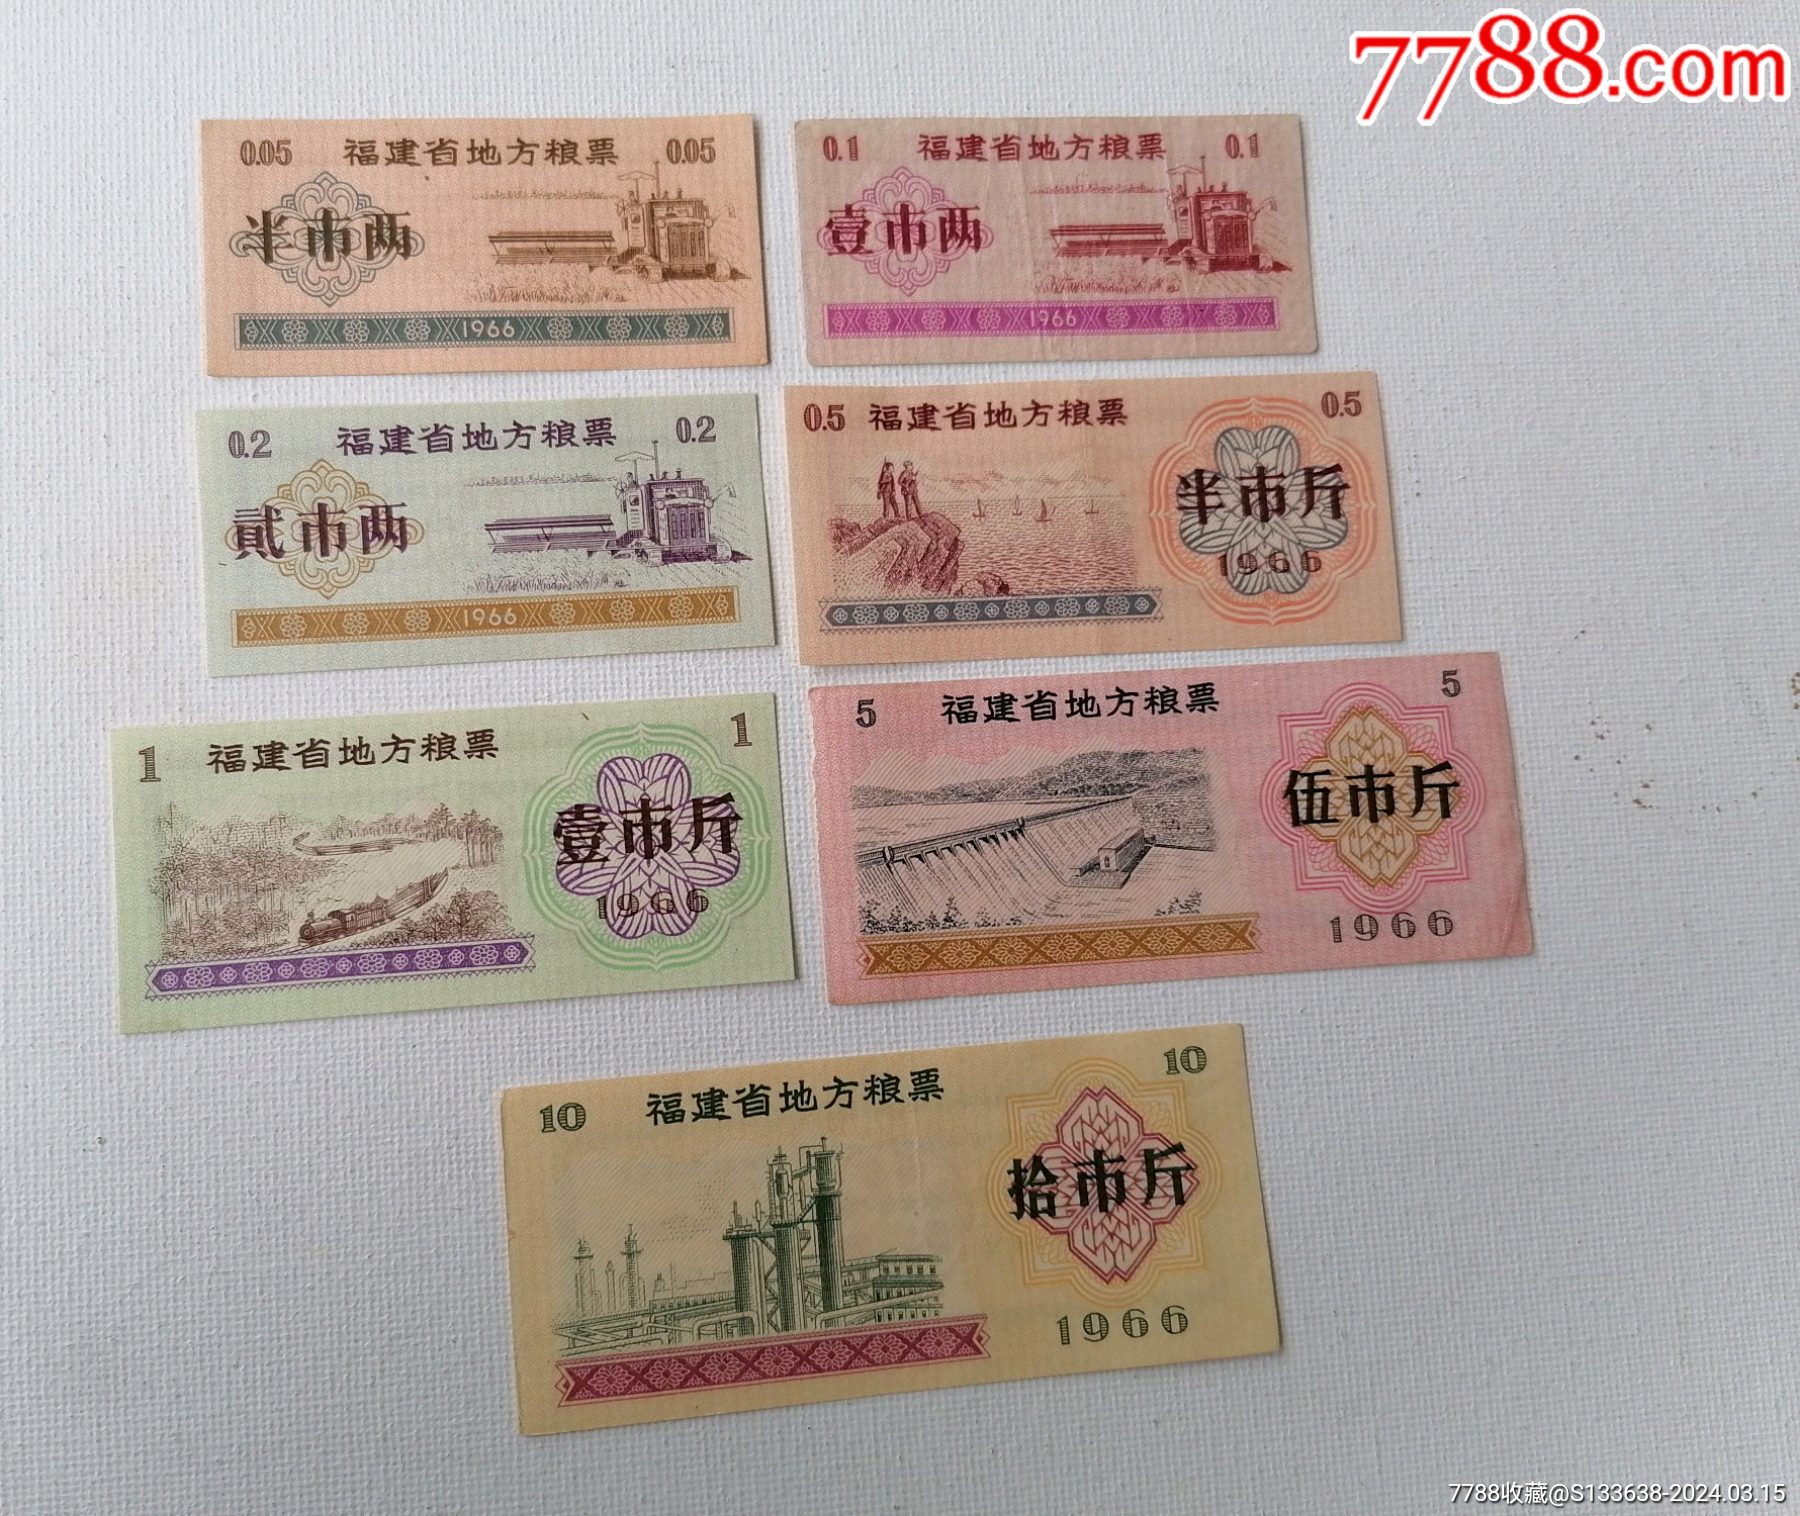 7788.com
0.05 福建省地方粮票 0.05
半市两
1966
0.1 福建省地方粮票 0.1
壹市两
1966
0.2 福建省地方粮票 0.2
貳市两
1966
0.5 福建省地方粮票 0.5
半市斤
1966
1 福建省地方粮票 1
壹市斤
1966
5 福建省地方粮票 5
伍市斤
1966
10 福建省地方粮票 10
拾市斤
1966
7788收藏@S133638-2024.03.15